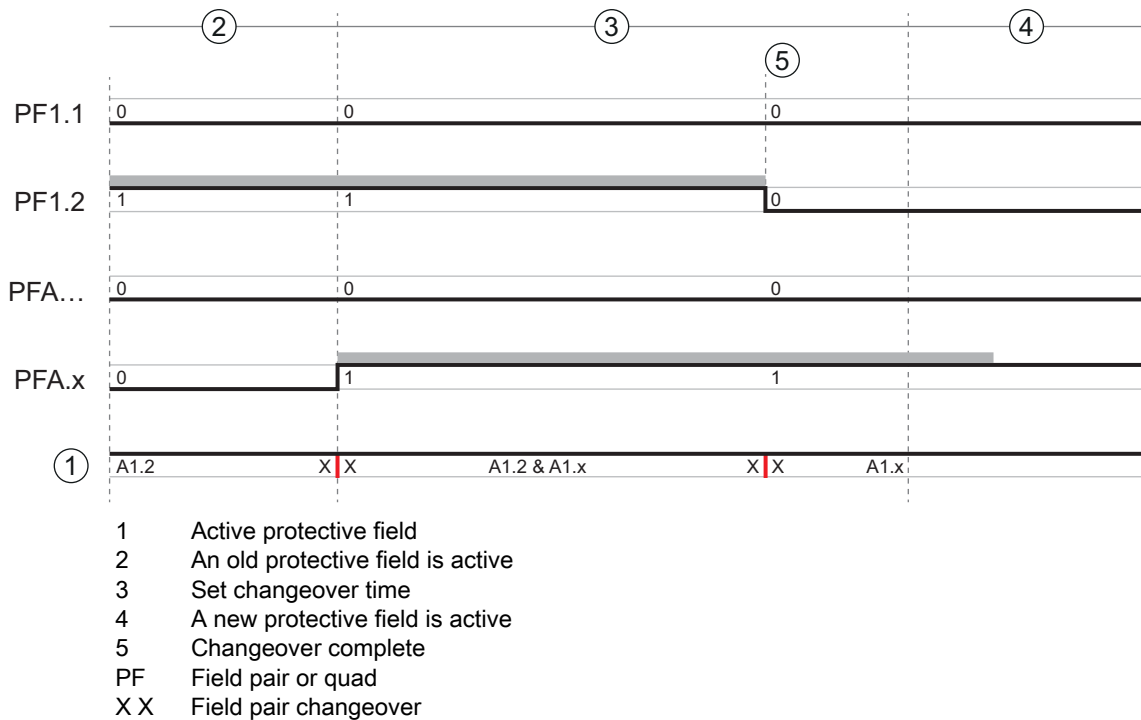 2 3 4
5
PF1.1 0 0 0
PF1.2 1 1 0
PFA… 0 0 0
PFA.x 0 1 1
1 A1.2 X X A1.2 & A1.x X X A1.x
1 Active protective field
2 An old protective field is active
3 Set changeover time
4 A new protective field is active
5 Changeover complete
PF Field pair or quad
X X Field pair changeover